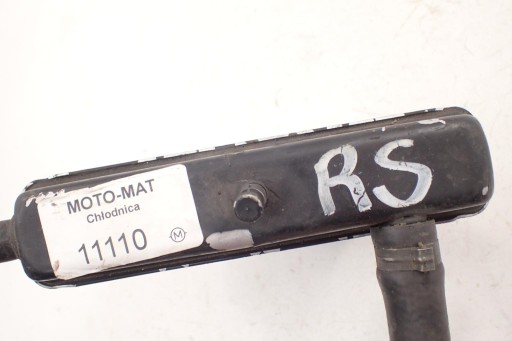 MOTO-MAT
Chłodnica
11110
M
RS